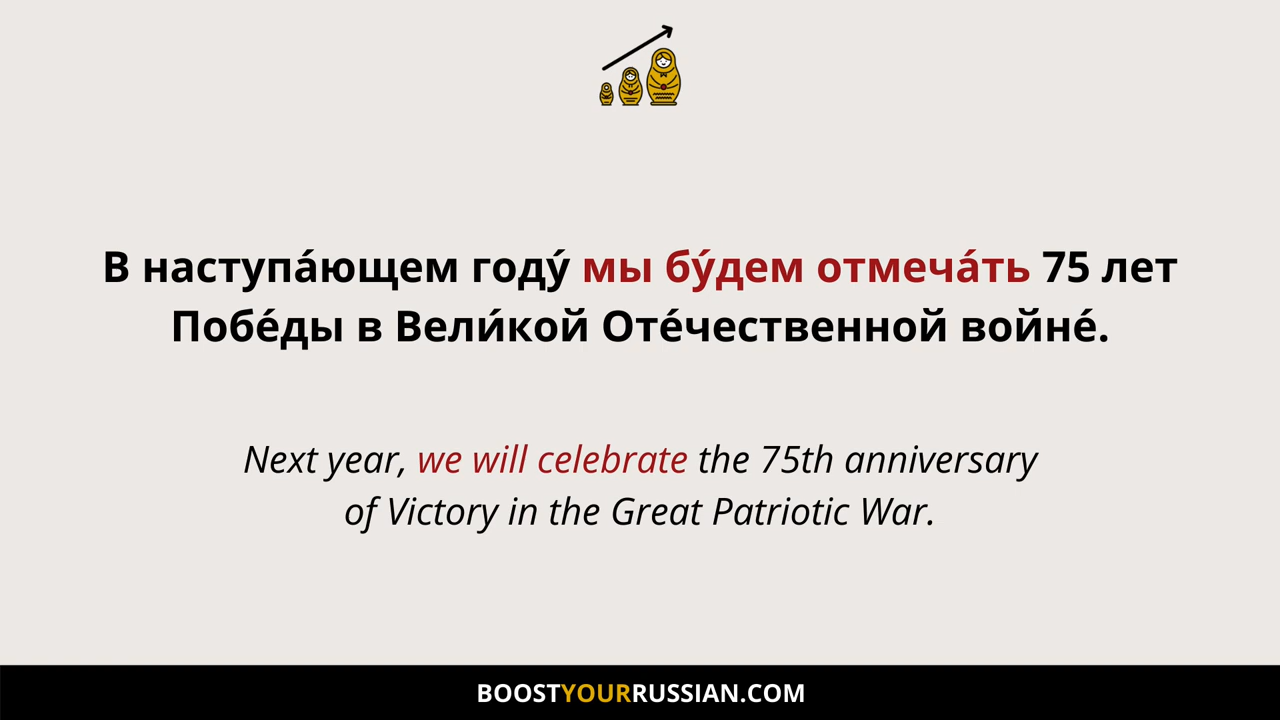 В наступа́ющем году́ мы бу́дем отмеча́ть 75 лет
Побе́ды в Вели́кой Оте́чественной войне́.
Next year, we will celebrate the 75th anniversary
of Victory in the Great Patriotic War.
BOOSTYOURRUSSIAN.COM